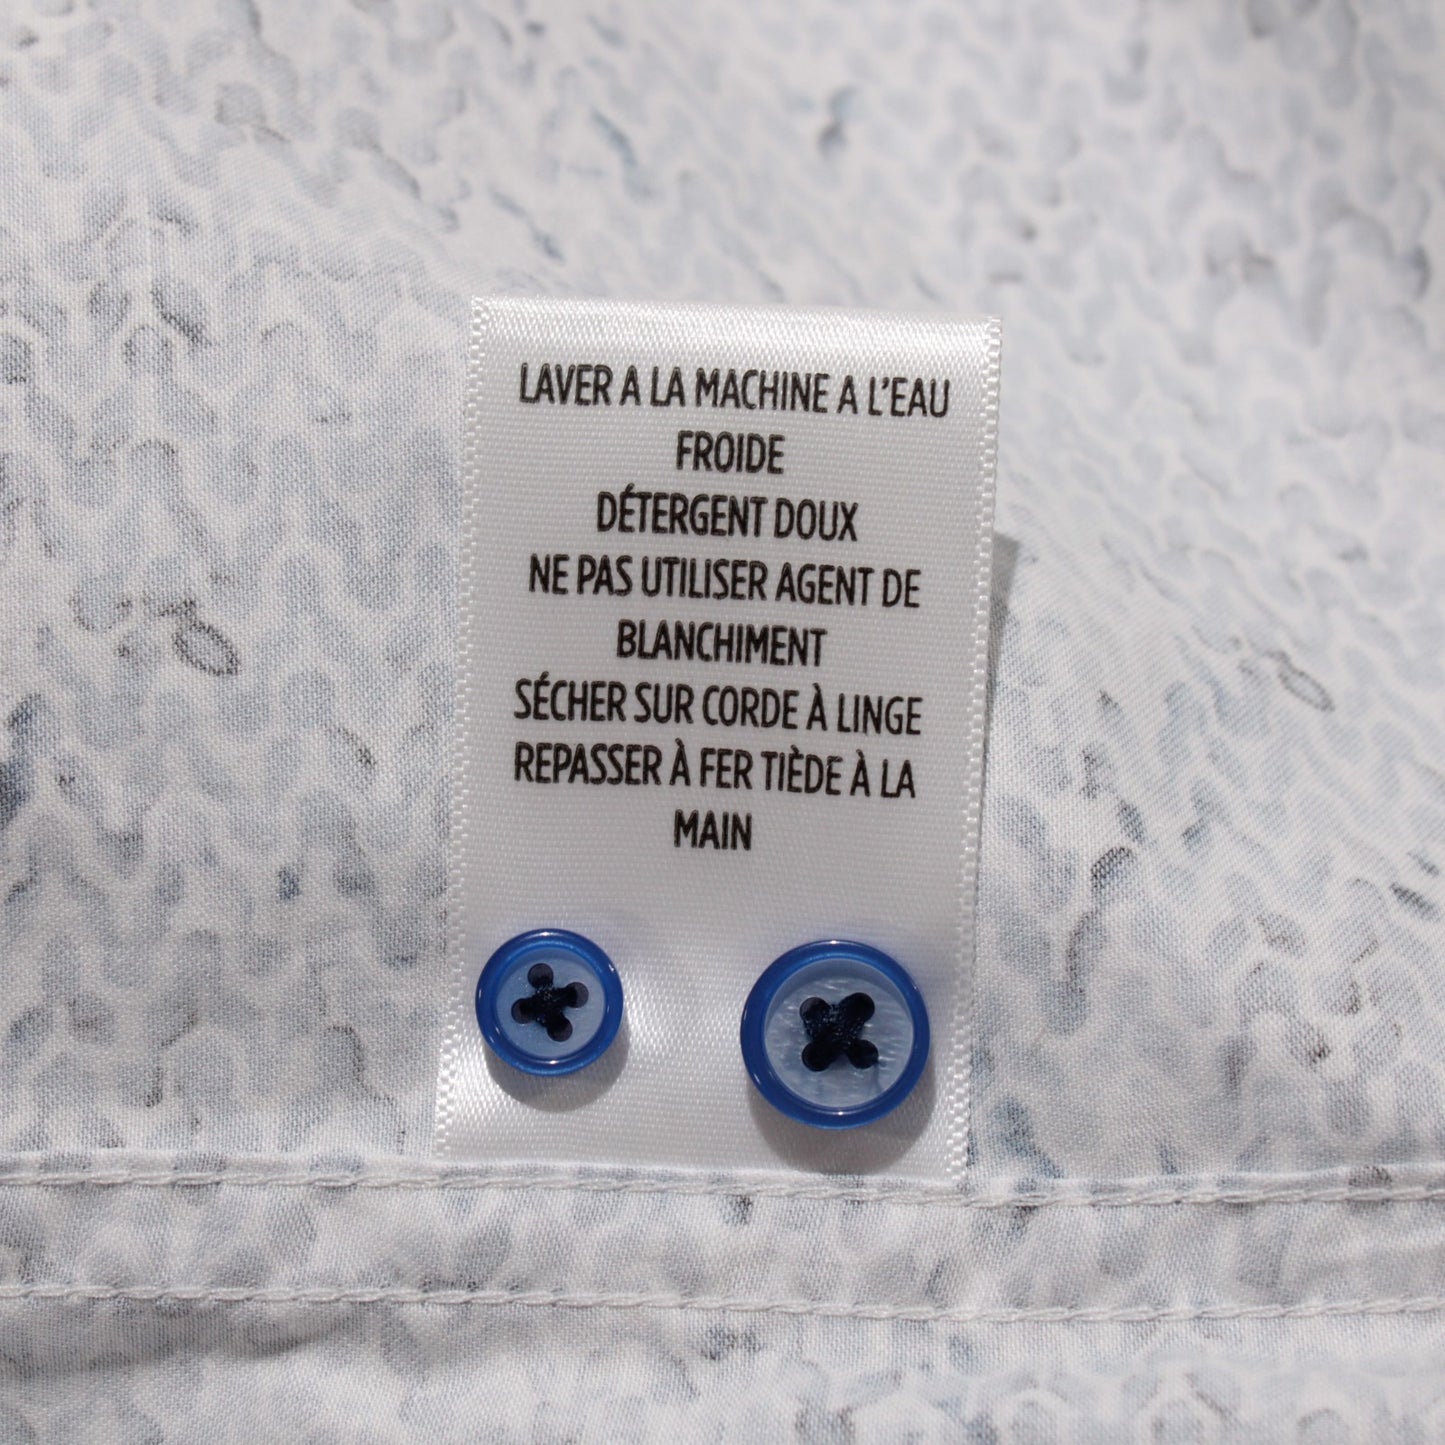 LAVER A LA MACHINE A L'EAU
FROIDE
DÉTERGENT DOUX
NE PAS UTILISER AGENT DE
BLANCHIMENT
SÉCHER SUR CORDE À LINGE
REPASSER À FER TIÈDE À LA
MAIN